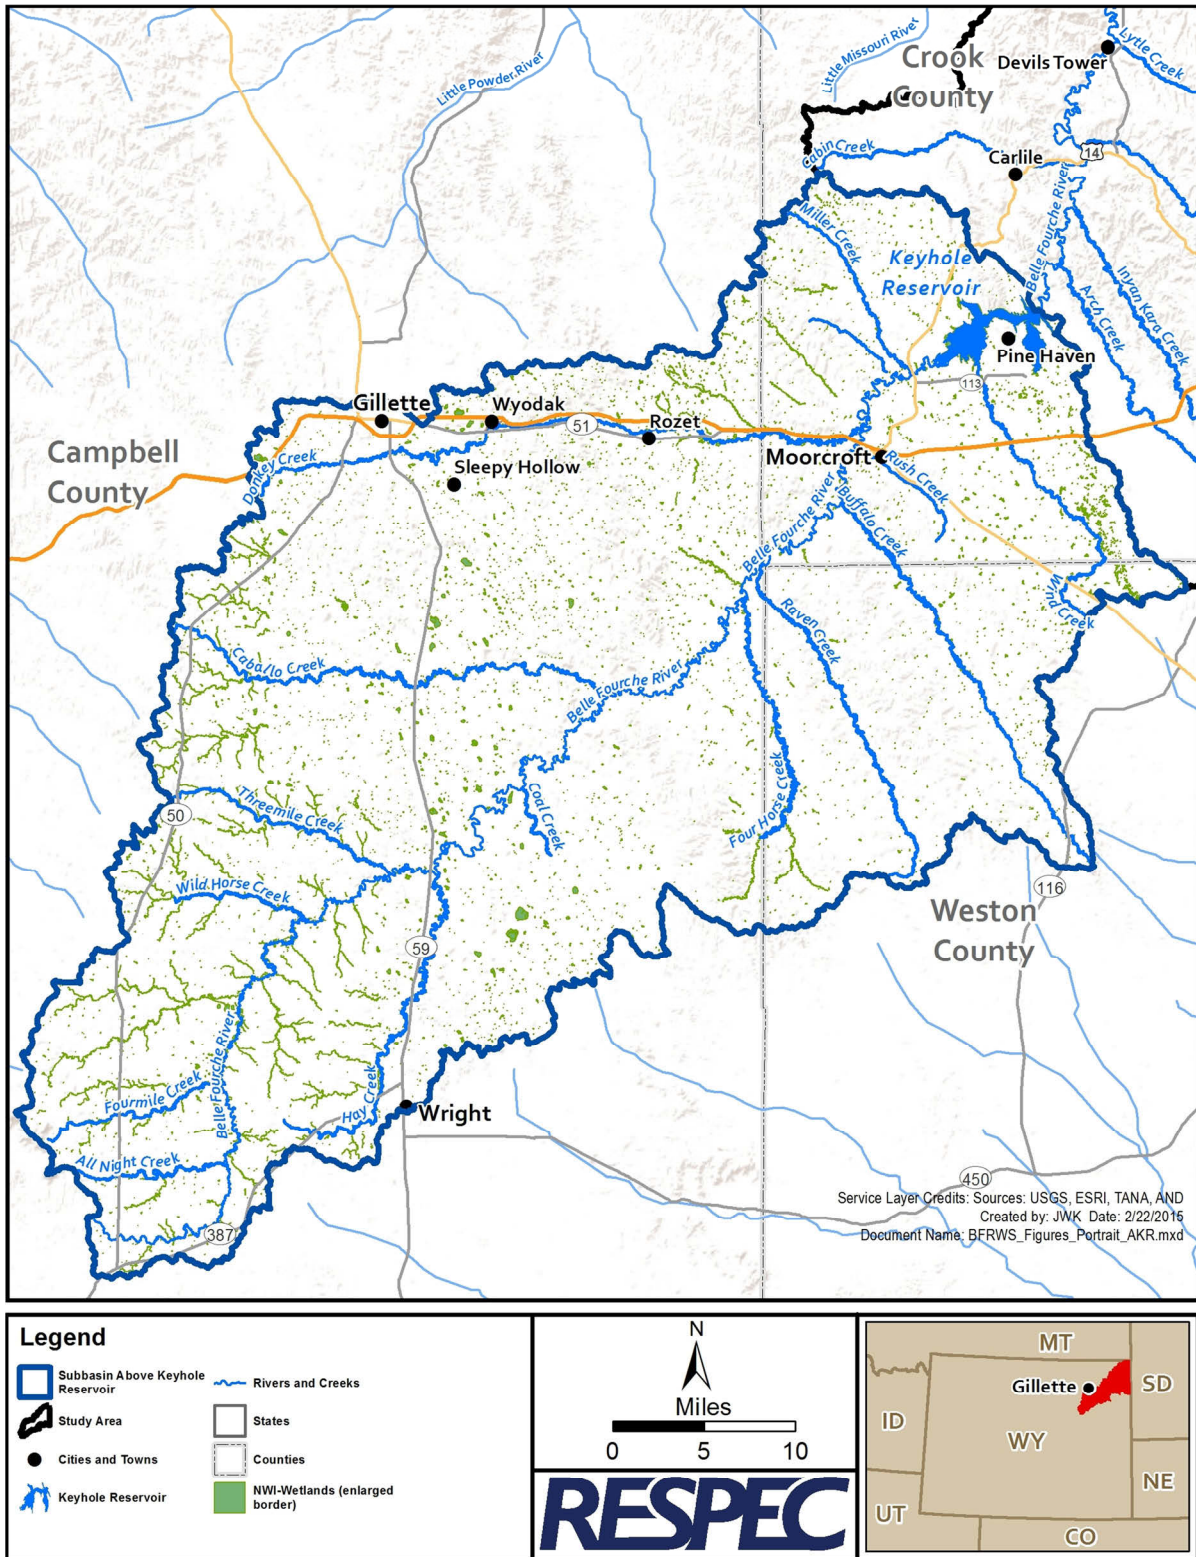 Little Powder River
Little Missouri River
Crook
County
Devils Tower
Lytle Creek
Cabin Creek
Carlile
14
Miller Creek
Keyhole
Reservoir
Belle Fourche River
Arch Creek
Inyan Kara Creek
Pine Haven
113
Gillette
Wyodak
51
Rozet
Campbell
County
Donkey Creek
Sleepy Hollow
Moorcroft
Rush Creek
Belle Fourche River
Buffalo Creek
Raven Creek
Wind Creek
Caballo Creek
Belle Fourche River
50
Threemile Creek
Coal Creek
Four Horse Creek
Wild Horse Creek
116
Weston
County
59
Belle Fourche River
Fourmile Creek
Hay Creek
Wright
All Night Creek
450
387
Service Layer Credits: Sources: USGS, ESRI, TANA, AND
Created by: JWK Date: 2/22/2015
Document Name: BFRWS_Figures_Portrait_AKR.mxd
Legend
Subbasin Above Keyhole
Reservoir
Study Area
Cities and Towns
Keyhole Reservoir
Rivers and Creeks
States
Counties
NWI-Wetlands (enlarged
border)
N
Miles
0 5 10
RESPEC
MT
Gillette
SD
ID
WY
NE
UT
CO